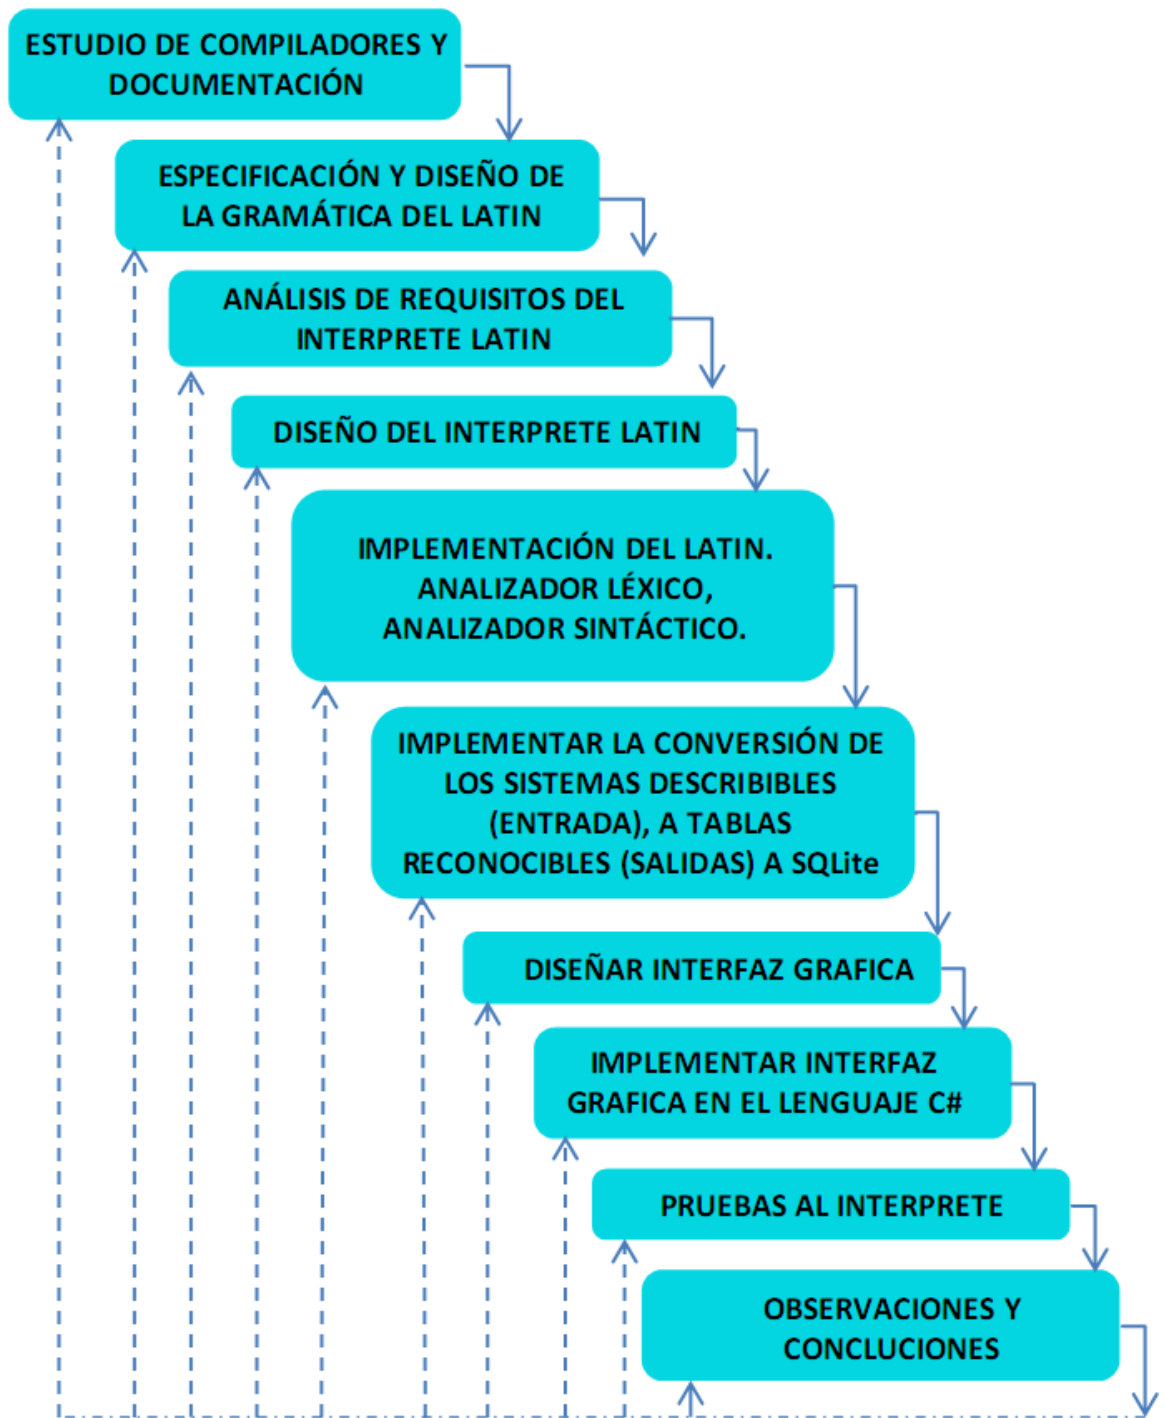 ESTUDIO DE COMPILADORES Y
DOCUMENTACIÓN
ESPECIFICACIÓN Y DISEÑO DE
LA GRAMÁTICA DEL LATIN
ANÁLISIS DE REQUISITOS DEL
INTERPRETE LATIN
DISEÑO DEL INTERPRETE LATIN
IMPLEMENTACIÓN DEL LATIN.
ANALIZADOR LÉXICO,
ANALIZADOR SINTÁCTICO.
IMPLEMENTAR LA CONVERSIÓN DE
LOS SISTEMAS DESCRIBIBLES
(ENTRADA), A TABLAS
RECONOCIBLES (SALIDAS) A SQLite
DISEÑAR INTERFAZ GRAFICA
IMPLEMENTAR INTERFAZ
GRAFICA EN EL LENGUAJE C#
PRUEBAS AL INTERPRETE
OBSERVACIONES Y
CONCLUCIONES